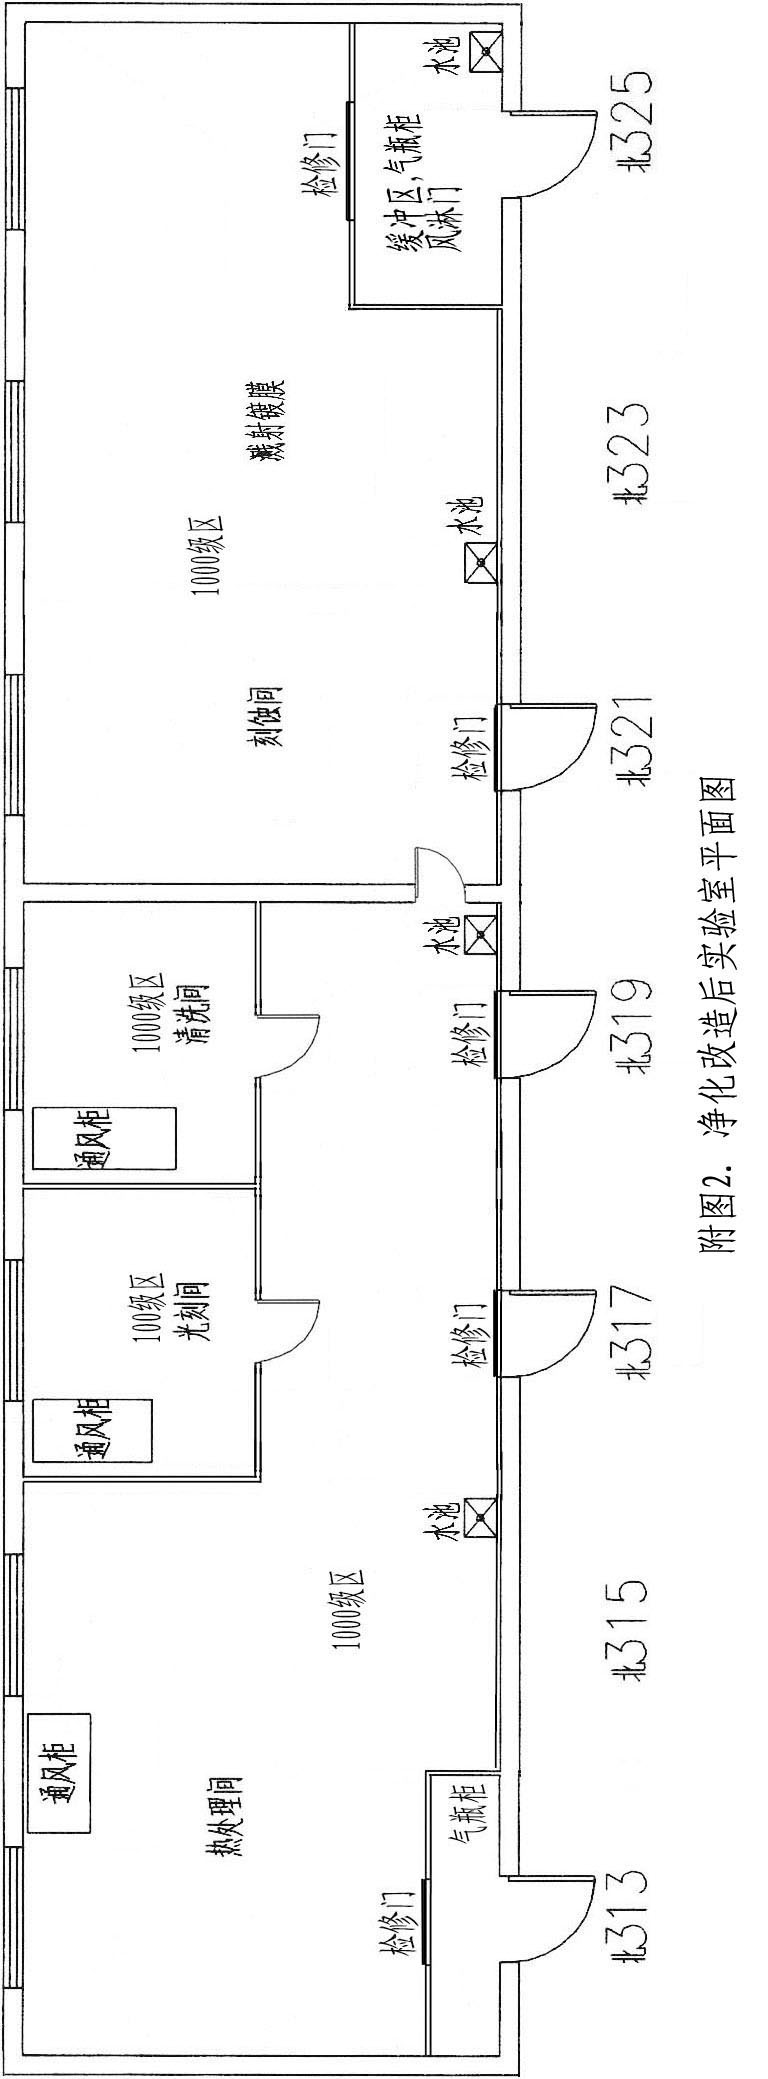 通风柜
通风柜
通风柜
100级区
光刻间
1000级区
清洗间
1000级区
热处理间
刻蚀间
溅射镀膜
检修门
1000级区
检修门
缓冲区,气瓶柜
风淋门
水池
水池
水池
气瓶柜
检修门
检修门
检修门
水池
北313
北315
北317
北319
北321
北323
北325
附图2. 净化改造后实验室平面图